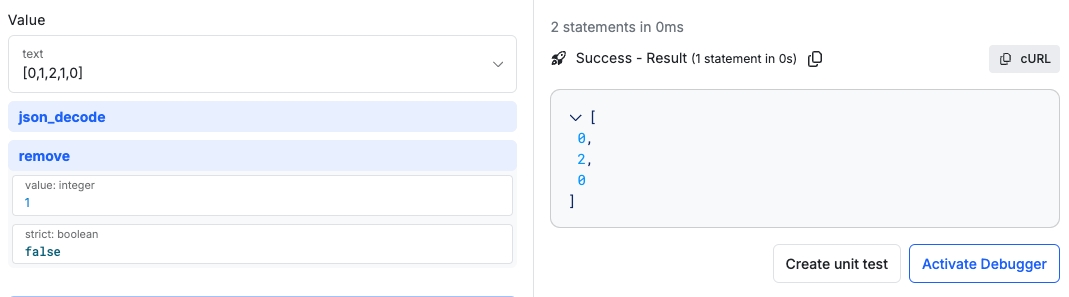 Value
text
[0,1,2,1,0]
json_decode
remove
value: integer
1
strict: boolean
false
2 statements in 0ms
Success - Result (1 statement in 0s)
cURL
[
0,
2,
0
]
Create unit test
Activate Debugger